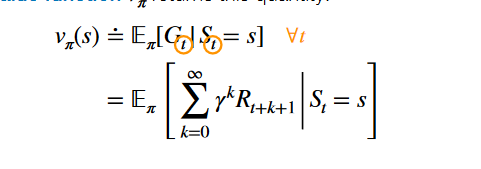 v_π(s) ≐ 𝔼_π[G_t | S_t = s] ∀t
= 𝔼_π [ ∑_{k=0}^{∞} γ^k R_{t+k+1} | S_t = s ]